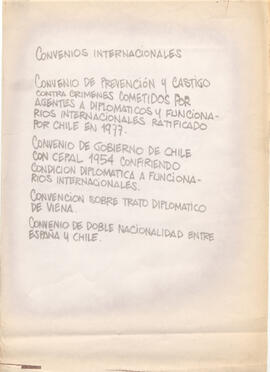 CONVENIOS INTERNACIONALES
CONVENIO DE PREVENCIÓN Y CASTIGO
CONTRA CRIMENES COMETIDOS POR
AGENTES A DIPLOMATICOS Y FUNCIONA-
RIOS INTERNACIONALES RATIFICADO
POR CHILE EN 1977.
CONVENIO DE GOBIERNO DE CHILE
CON CEPAL 1954 CONFIRIENDO
CONDICION DIPLOMATICA A FUNCIONA-
RIOS INTERNACIONALES.
CONVENCION SOBRE TRATO DIPLOMATICO
DE VIENA.
CONVENIO DE DOBLE NACIONALIDAD ENTRE
ESPAÑA Y CHILE.